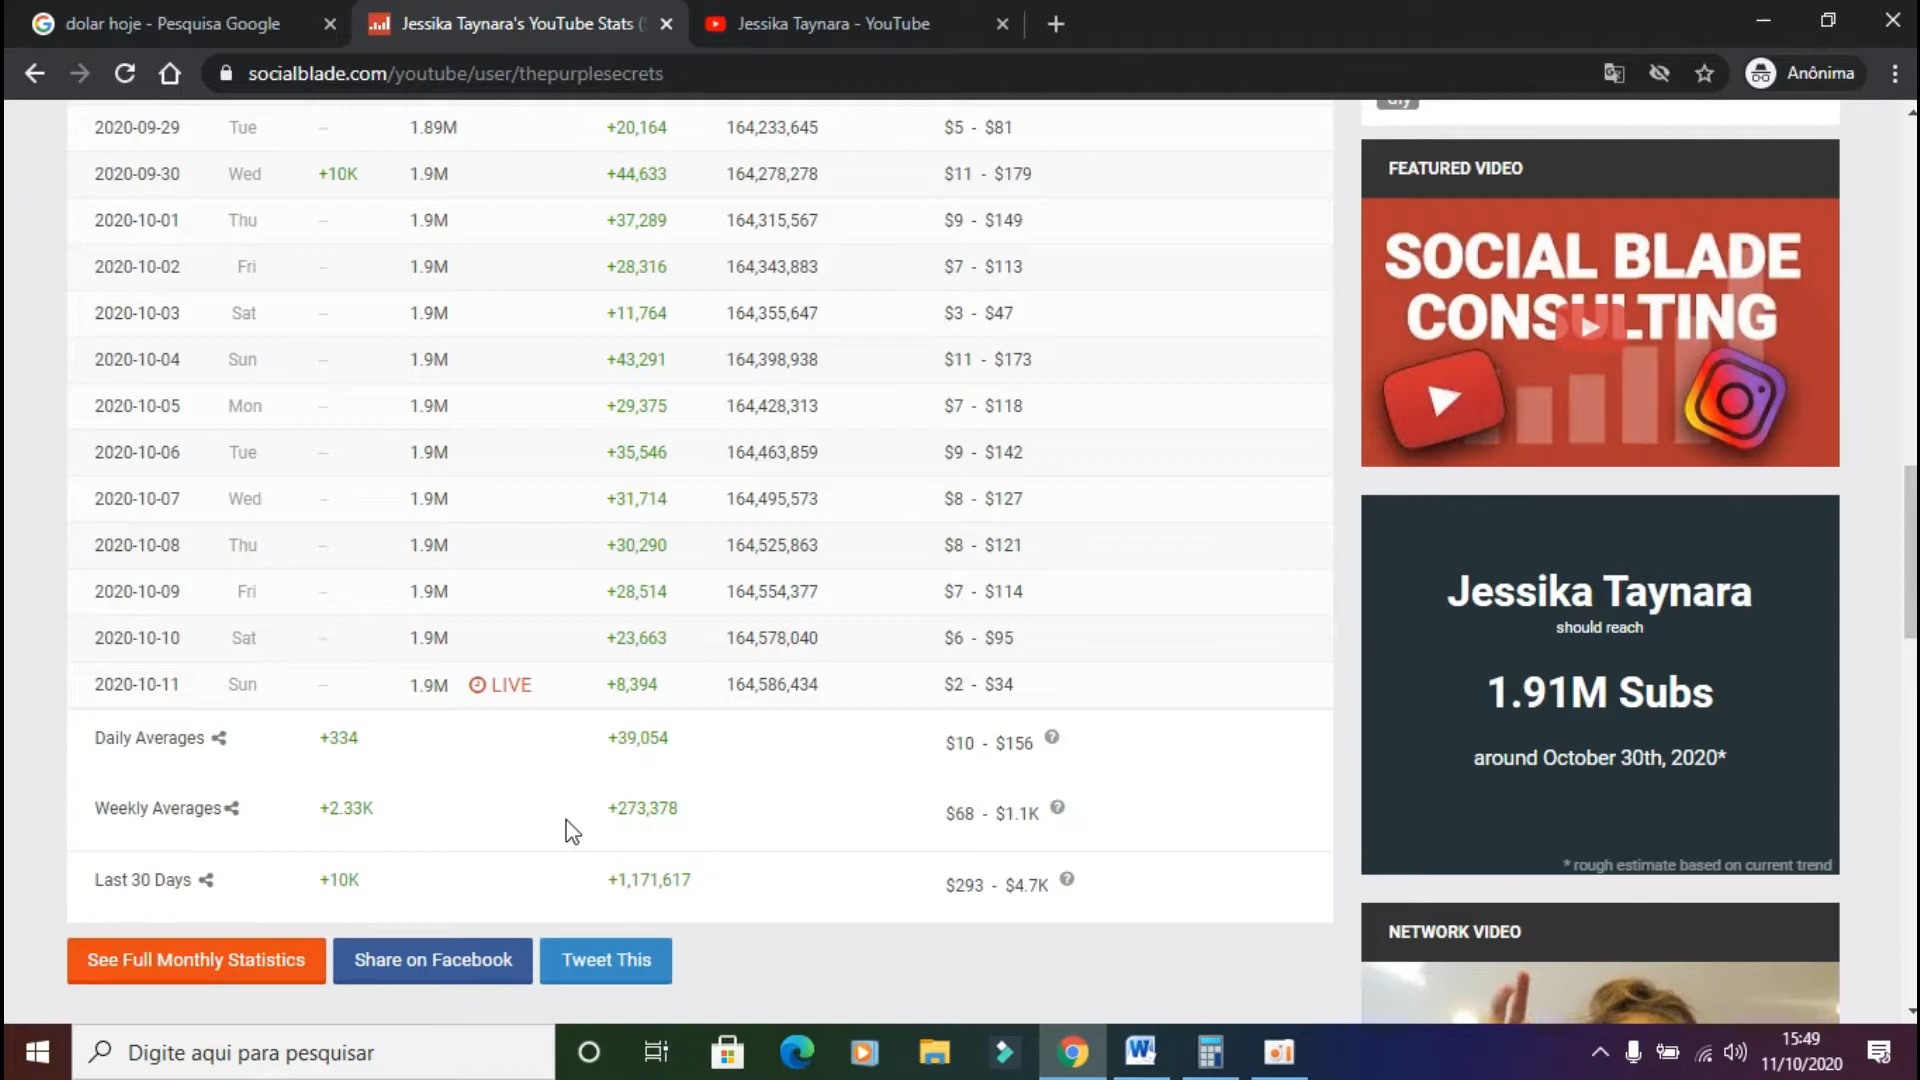 dolar hoje - Pesquisa Google
Jessika Taynara's YouTube Stats (
Jessika Taynara - YouTube
socialblade.com/youtube/user/thepurplesecrets
Anônima
2020-09-29 Tue -- 1.89M +20,164 164,233,645 $5 - $81
2020-09-30 Wed +10K 1.9M +44,633 164,278,278 $11 - $179
2020-10-01 Thu -- 1.9M +37,289 164,315,567 $9 - $149
2020-10-02 Fri -- 1.9M +28,316 164,343,883 $7 - $113
2020-10-03 Sat -- 1.9M +11,764 164,355,647 $3 - $47
2020-10-04 Sun -- 1.9M +43,291 164,398,938 $11 - $173
2020-10-05 Mon -- 1.9M +29,375 164,428,313 $7 - $118
2020-10-06 Tue -- 1.9M +35,546 164,463,859 $9 - $142
2020-10-07 Wed -- 1.9M +31,714 164,495,573 $8 - $127
2020-10-08 Thu -- 1.9M +30,290 164,525,863 $8 - $121
2020-10-09 Fri -- 1.9M +28,514 164,554,377 $7 - $114
2020-10-10 Sat -- 1.9M +23,663 164,578,040 $6 - $95
2020-10-11 Sun -- 1.9M LIVE +8,394 164,586,434 $2 - $34
Daily Averages +334 +39,054 $10 - $156
Weekly Averages +2.33K +273,378 $68 - $1.1K
Last 30 Days +10K +1,171,617 $293 - $4.7K
See Full Monthly Statistics
Share on Facebook
Tweet This
FEATURED VIDEO
SOCIAL BLADE
CONSULTING
Jessika Taynara
should reach
1.91M Subs
around October 30th, 2020*
* rough estimate based on current trend
NETWORK VIDEO
Digite aqui para pesquisar
15:49
11/10/2020